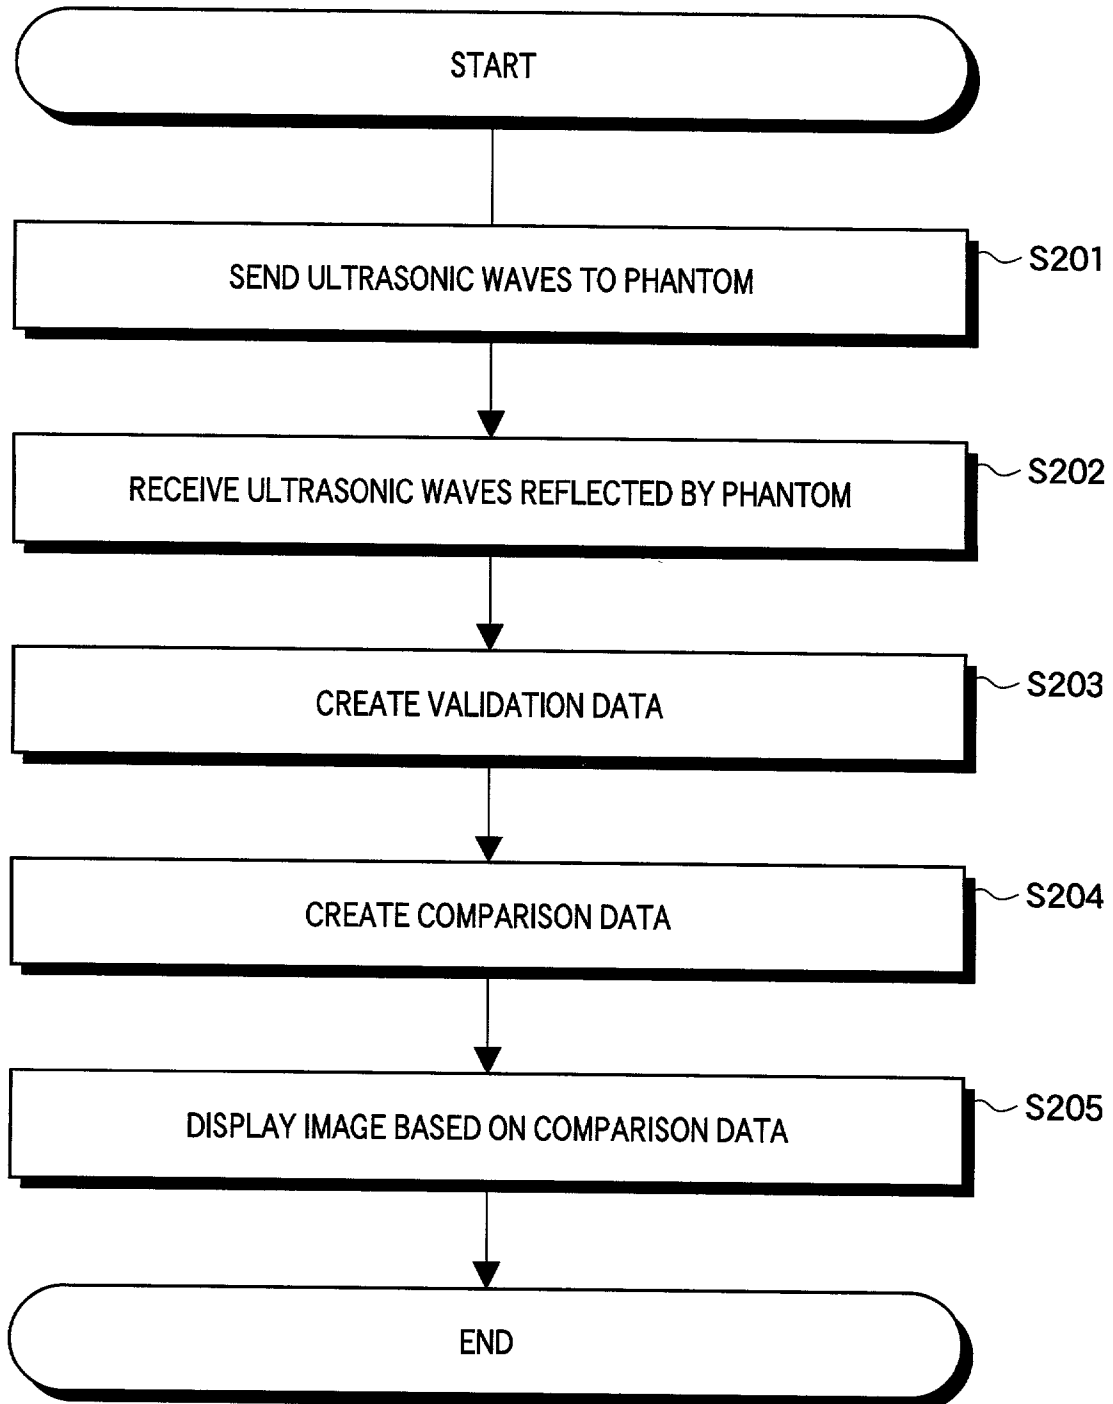 START
SEND ULTRASONIC WAVES TO PHANTOM
S201
RECEIVE ULTRASONIC WAVES REFLECTED BY PHANTOM
S202
CREATE VALIDATION DATA
S203
CREATE COMPARISON DATA
S204
DISPLAY IMAGE BASED ON COMPARISON DATA
S205
END